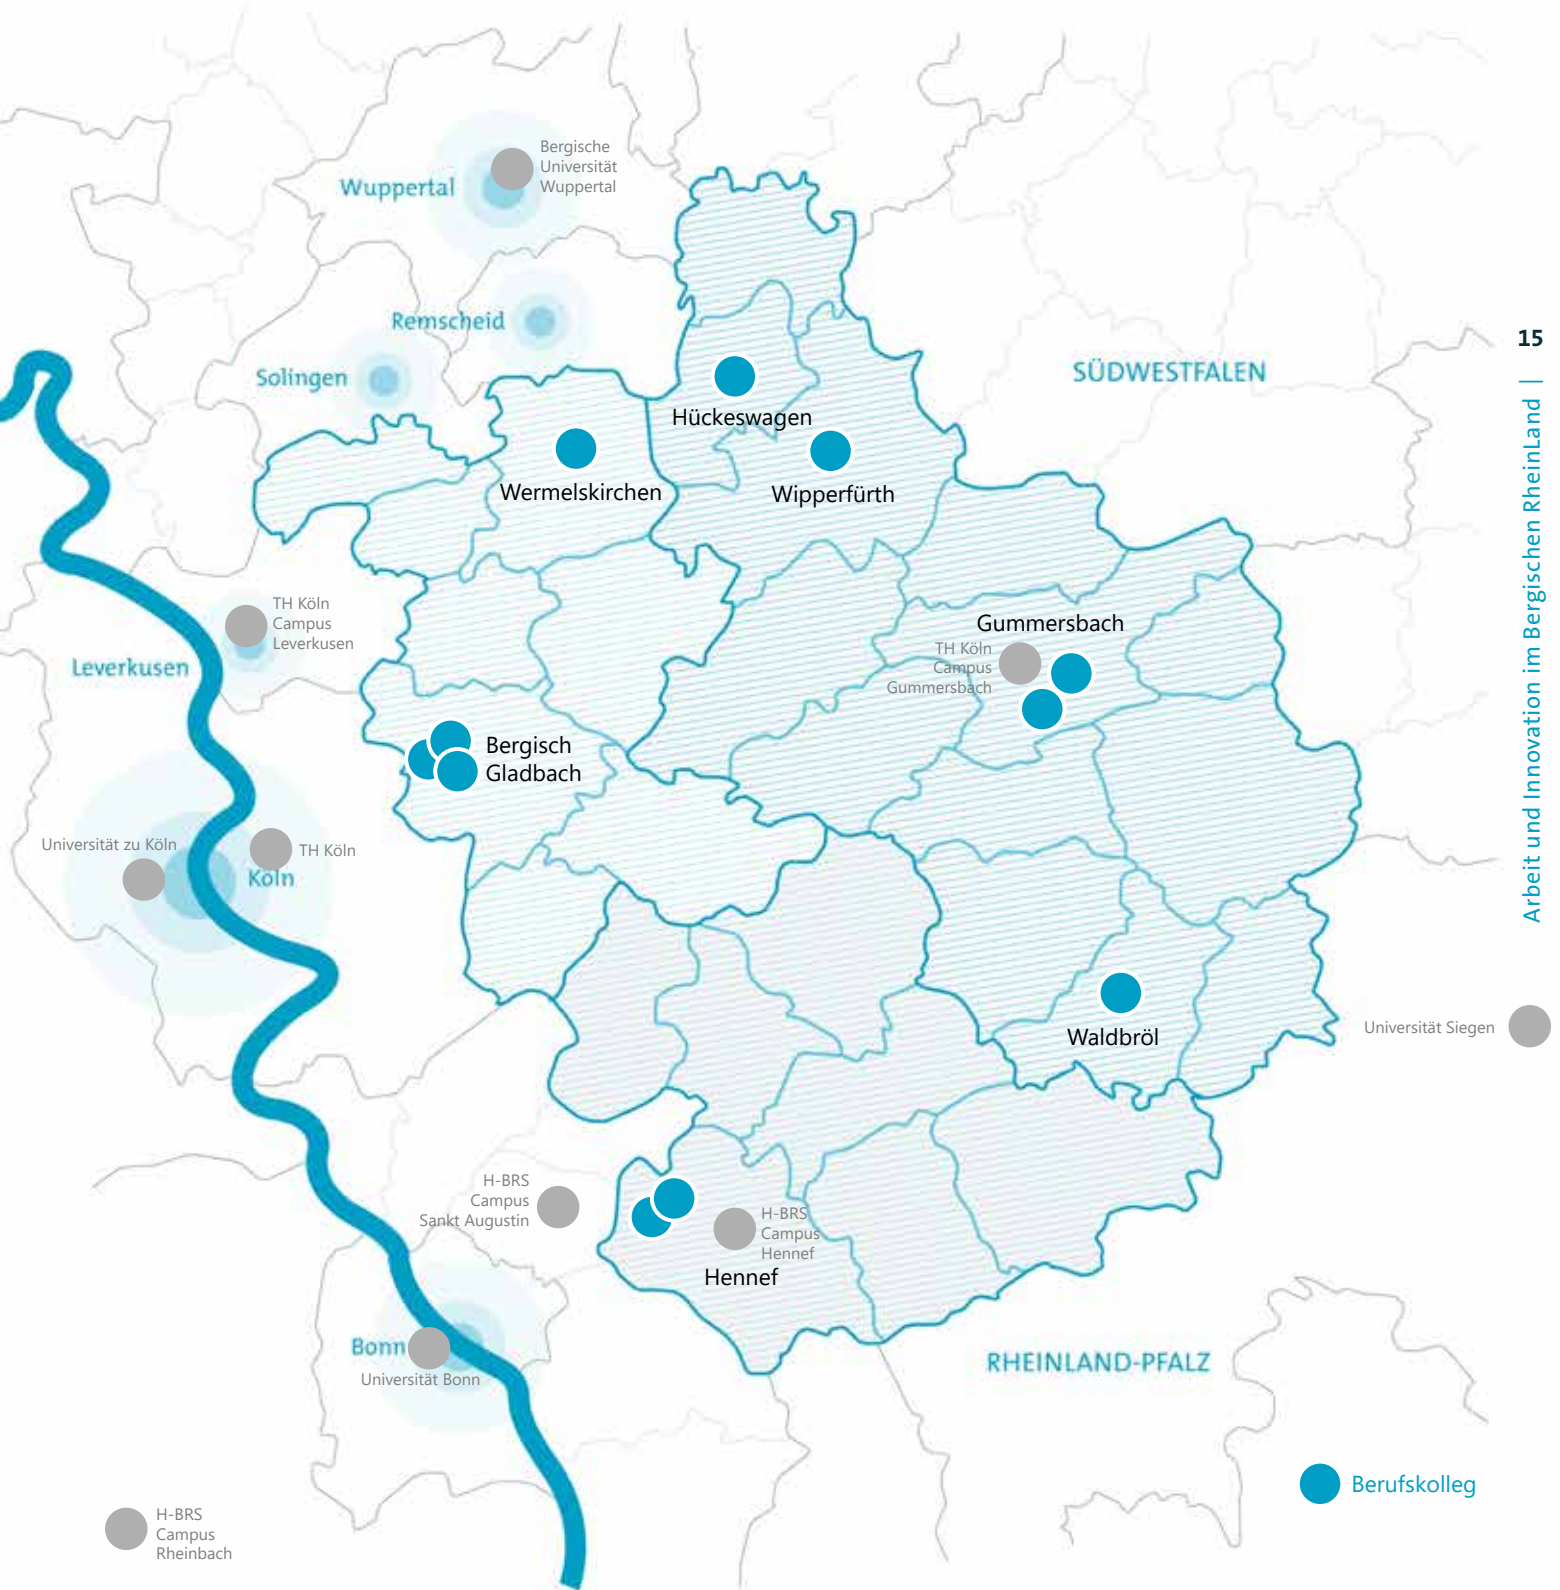 Bergische
Universität
Wuppertal
Wuppertal
Remscheid
Solingen
SÜDWESTFALEN
15
Arbeit und Innovation im Bergischen RheinLand |
Hückeswagen
Wermelskirchen
Wipperfürth
TH Köln
Campus
Leverkusen
Leverkusen
Gummersbach
TH Köln
Campus
Gummersbach
Bergisch
Gladbach
Universität zu Köln
TH Köln
Köln
Waldbröl
Universität Siegen
H-BRS
Campus
Sankt Augustin
H-BRS
Campus
Hennef
Hennef
Bonn
Universität Bonn
RHEINLAND-PFALZ
Berufskolleg
H-BRS
Campus
Rheinbach